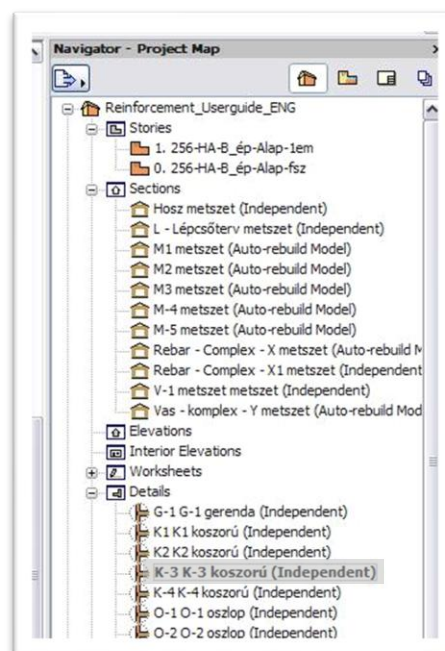 Navigator - Project Map
Reinforcement_Userguide_ENG
Stories
1. 256-HA-B_ép-Alap-1em
0. 256-HA-B_ép-Alap-fsz
Sections
Hosz metszet (Independent)
L - Lépcsőterv metszet (Independent)
M1 metszet (Auto-rebuild Model)
M2 metszet (Auto-rebuild Model)
M3 metszet (Auto-rebuild Model)
M-4 metszet (Auto-rebuild Model)
M-5 metszet (Auto-rebuild Model)
Rebar - Complex - X metszet (Auto-rebuild M
Rebar - Complex - X1 metszet (Independent
V-1 metszet metszet (Independent)
Vas - komplex - Y metszet (Auto-rebuild Mod
Elevations
Interior Elevations
Worksheets
Details
G-1 G-1 gerenda (Independent)
K1 K1 koszorú (Independent)
K2 K2 koszorú (Independent)
K-3 K-3 koszorú (Independent)
K-4 K-4 koszorú (Independent)
O-1 O-1 oszlop (Independent)
O-2 O-2 oszlop (Independent)